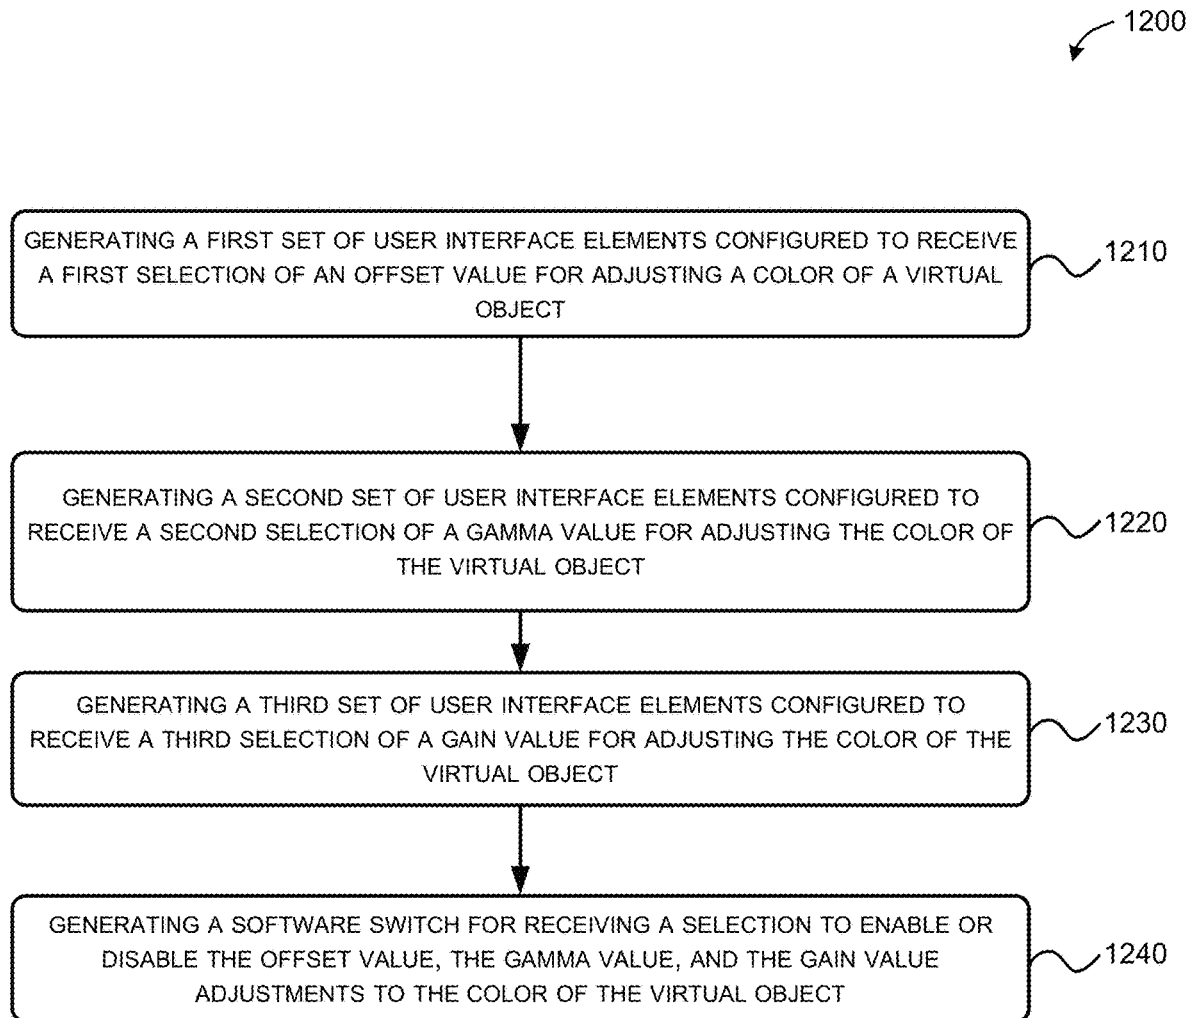 1200
GENERATING A FIRST SET OF USER INTERFACE ELEMENTS CONFIGURED TO RECEIVE
A FIRST SELECTION OF AN OFFSET VALUE FOR ADJUSTING A COLOR OF A VIRTUAL
OBJECT
1210
GENERATING A SECOND SET OF USER INTERFACE ELEMENTS CONFIGURED TO
RECEIVE A SECOND SELECTION OF A GAMMA VALUE FOR ADJUSTING THE COLOR OF
THE VIRTUAL OBJECT
1220
GENERATING A THIRD SET OF USER INTERFACE ELEMENTS CONFIGURED TO
RECEIVE A THIRD SELECTION OF A GAIN VALUE FOR ADJUSTING THE COLOR OF THE
VIRTUAL OBJECT
1230
GENERATING A SOFTWARE SWITCH FOR RECEIVING A SELECTION TO ENABLE OR
DISABLE THE OFFSET VALUE, THE GAMMA VALUE, AND THE GAIN VALUE
ADJUSTMENTS TO THE COLOR OF THE VIRTUAL OBJECT
1240